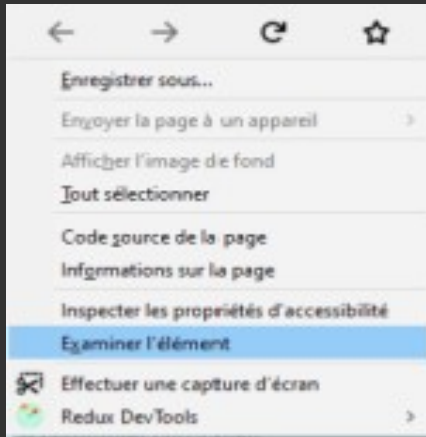 Enregistrer sous...
Envoyer la page à un appareil
Afficher l'image de fond
Tout sélectionner
Code source de la page
Informations sur la page
Inspecter les propriétés d'accessibilité
Examiner l'élément
Effectuer une capture d'écran
Redux DevTools